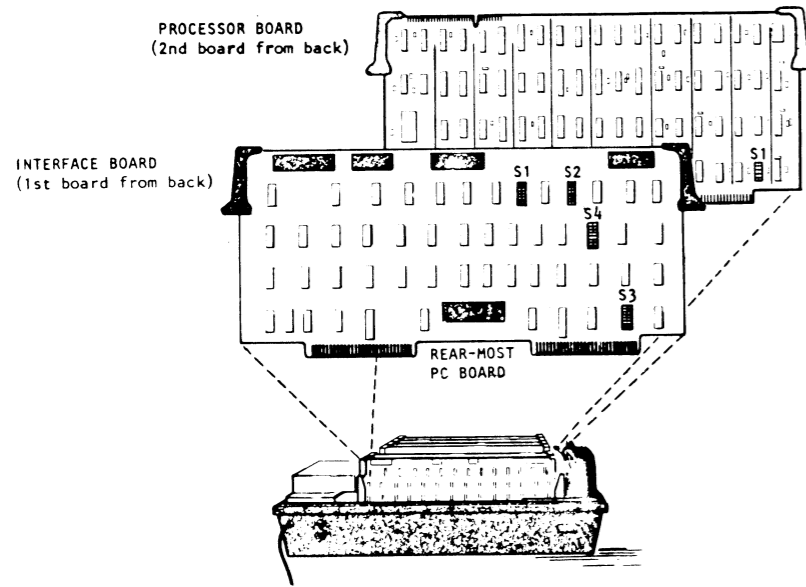 PROCESSOR BOARD
(2nd board from back)
INTERFACE BOARD
(1st board from back)
S1
S1
S2
S4
S3
REAR-MOST
PC BOARD